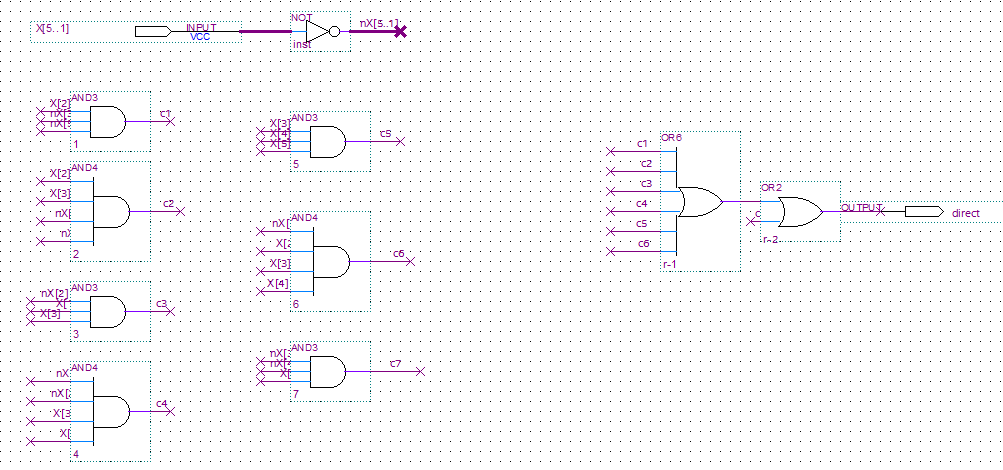 X[5..1]
INPUT
VCC
NOT
inst
nX[5..1]
AND3
X[2]
nX[
nX[
c1
1
AND4
X[2]
X[3]
nX[
c2
2
AND3
nX[2]
X[
X[3]
c3
3
AND4
nX
nX[
X[3
X[
c4
4
AND3
X[3]
X[4]
X[5]
c5
5
AND4
nX[
X[
X[3]
X[4]
c6
6
AND3
nX[
nX[
X[
c7
7
OR6
c1
c2
c3
c4
c5
c6
r-1
OR2
c
r-2
OUTPUT
direct